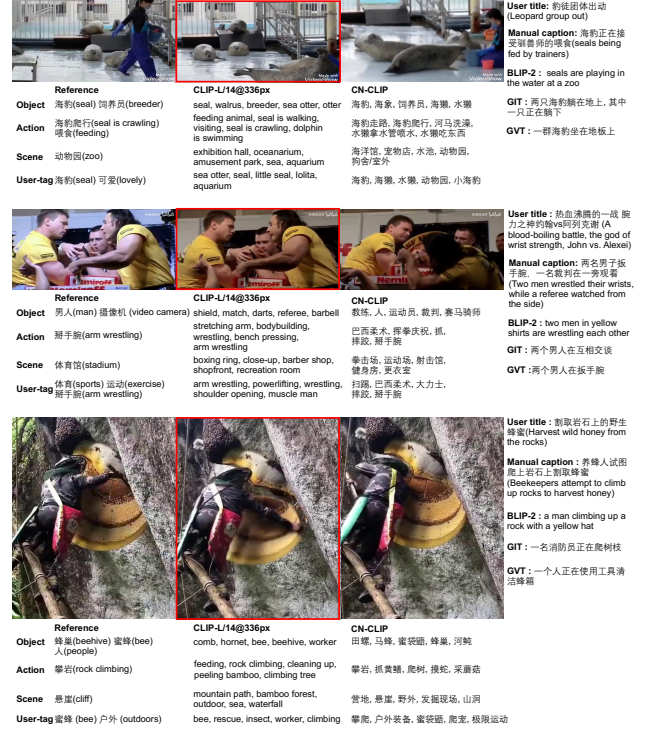 User title : 豹徒团体出动
(Leopard group out)
Manual caption: 海豹正在接
受驯兽师的喂食(seals being
fed by trainers)
BLIP-2 : seals are playing in
the water at a zoo
GIT : 两只海豹躺在地上, 其中
一只正在躺下
GVT : 一群海豹坐在地板上
Reference
CLIP-L/14@336px
CN-CLIP
Object
海豹(seal) 饲养员(breeder)
seal, walrus, breeder, sea otter, otter
海豹, 海象, 饲养员, 海獭, 水獭
Action
海豹爬行(seal is crawling)
喂食(feeding)
feeding animal, seal is walking,
visiting, seal is crawling, dolphin
is swimming
海豹走路, 海豹爬行, 河马洗澡,
水獭拿水管喷水, 水獭吃东西
Scene
动物园(zoo)
exhibition hall, oceanarium,
amusement park, sea, aquarium
海洋馆, 宠物店, 水池, 动物园,
狗舍/室外
User-tag
海豹(seal) 可爱(lovely)
sea otter, seal, little seal, lolita,
aquarium
海豹, 海獭, 水獭, 动物园, 小海豹
User title : 热血沸腾的一战 腕
力之神约翰vs阿列克谢 (A
blood-boiling battle, the god of
wrist strength, John vs. Alexei)
Manual caption: 两名男子扳
手腕，一名裁判在一旁观看
(Two men wrestled their wrists,
while a referee watched from
the side)
BLIP-2 : two men in yellow
shirts are wrestling each other
GIT : 两个男人在互相交谈
GVT :两个男人在扳手腕
Reference
CLIP-L/14@336px
CN-CLIP
Object
男人(man) 摄像机 (video camera)
shield, match, darts, referee, barbell
教练, 人, 运动员, 裁判, 赛马骑师
Action
掰手腕(arm wrestling)
stretching arm, bodybuilding,
wrestling, bench pressing,
arm wrestling
巴西柔术, 挥拳庆祝, 抓,
摔跤, 掰手腕
Scene
体育馆(stadium)
boxing ring, close-up, barber shop,
shopfront, recreation room
拳击场, 运动场, 射击馆,
健身房, 更衣室
User-tag
体育(sports) 运动(exercise)
掰手腕(arm wrestling)
arm wrestling, powerlifting, wrestling,
shoulder opening, muscle man
扫踢, 巴西柔术, 大力士,
摔跤, 掰手腕
User title : 割取岩石上的野生
蜂蜜(Harvest wild honey from
the rocks)
Manual caption : 养蜂人试图
爬上岩石上割取蜂蜜
(Beekeepers attempt to climb
up rocks to harvest honey)
BLIP-2 : a man climbing up a
rock with a yellow hat
GIT : 一名消防员正在爬树枝
GVT : 一个人正在使用工具清
洁蜂箱
Reference
CLIP-L/14@336px
CN-CLIP
Object
蜂巢(beehive) 蜜蜂(bee)
人(people)
comb, hornet, bee, beehive, worker
田螺, 马蜂, 蜜袋鼯, 蜂巢, 河鲀
Action
攀岩(rock climbing)
feeding, rock climbing, cleaning up,
peeling bamboo, climbing tree
攀岩, 抓黄鳝, 爬树, 摸蛇, 采蘑菇
Scene
悬崖(cliff)
mountain path, bamboo forest,
outdoor, sea, waterfall
营地, 悬崖, 野外, 发掘现场, 山洞
User-tag
蜜蜂 (bee) 户外 (outdoors)
bee, rescue, insect, worker, climbing
攀爬, 户外装备, 蜜袋鼯, 爬宠, 极限运动